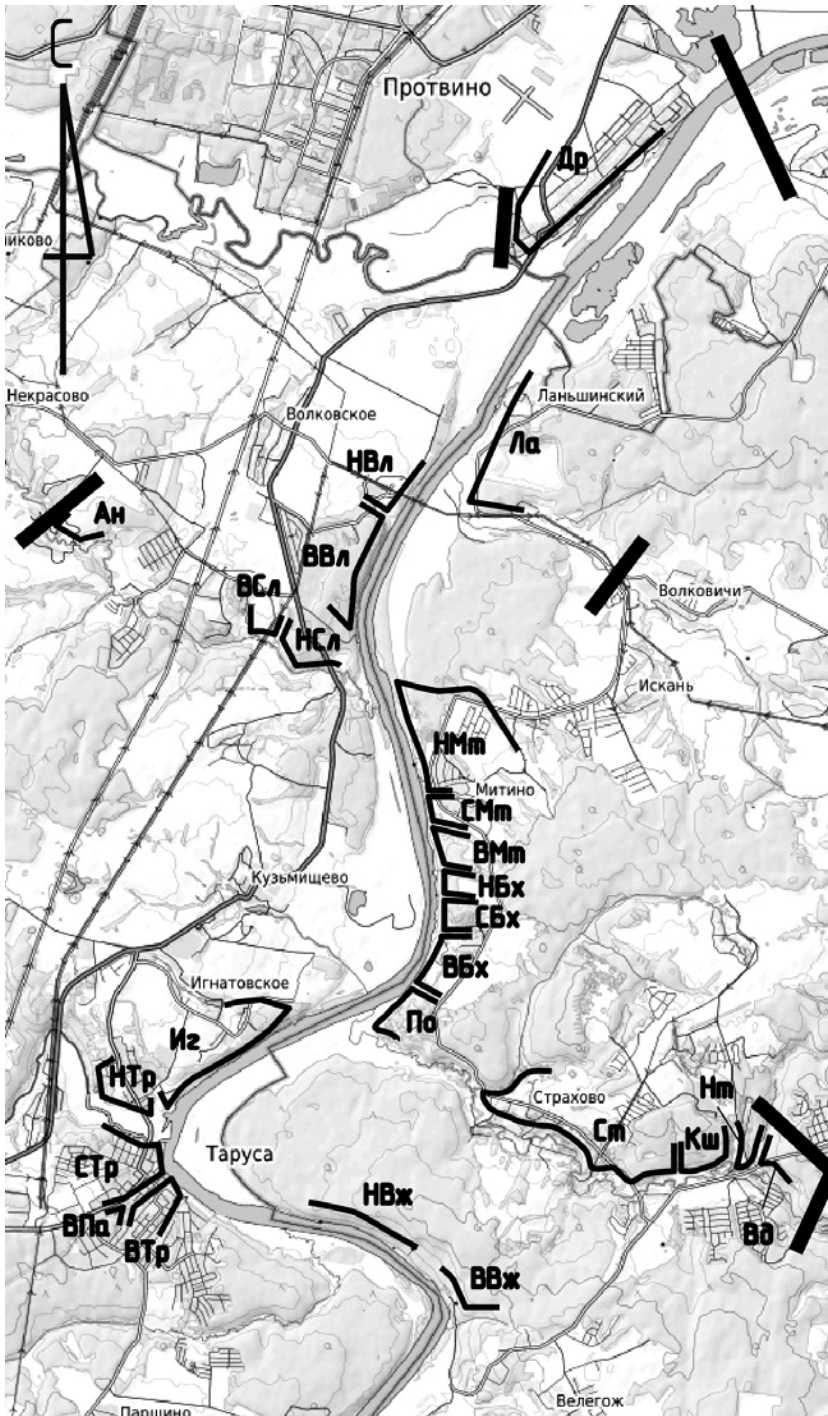 С
Протвино
Др
иково
Некрасово
Волковское
Ланьшинский
НВл
Ла
Ан
ВВл
ВСл
Волковичи
НСл
Искань
НМт
Митино
СМт
ВМт
Кузьмищево
НБх
СБх
ВБх
Игнатовское
По
Иг
НТр
Страхово
Нт
Ст
Кш
СТр
Таруса
НВж
ВПа
ВТр
Вд
ВВж
Велегож
Паршино